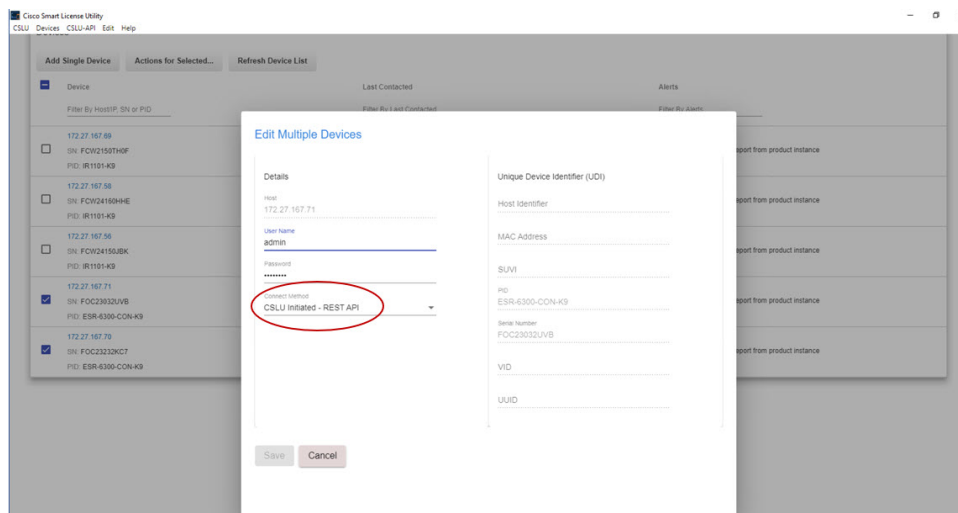 Cisco Smart License Utility
CSLU Devices CSLU-API Edit Help
Add Single Device Actions for Selected... Refresh Device List
Device Last Contacted Alerts
Filter By Host/IP, SN or PID Filter By Last Contacted Filter By Alerts
172.27.167.69
SN: FCW2150TH0F
PID: IR1101-K9
eport from product instance
172.27.167.58
SN: FCW24160HHE
PID: IR1101-K9
eport from product instance
172.27.167.56
SN: FCW24150JBK
PID: IR1101-K9
eport from product instance
172.27.167.71
SN: FOC23032UVB
PID: ESR-6300-CON-K9
eport from product instance
172.27.167.70
SN: FOC23232KC7
PID: ESR-6300-CON-K9
eport from product instance
Edit Multiple Devices
Details
Host
172.27.167.71
User Name
admin
Password
••••••••
Connect Method
CSLU Initiated - REST API
Unique Device Identifier (UDI)
Host Identifier
MAC Address
SUVI
PID
ESR-6300-CON-K9
Serial Number
FOC23032UVB
VID
UUID
Save Cancel